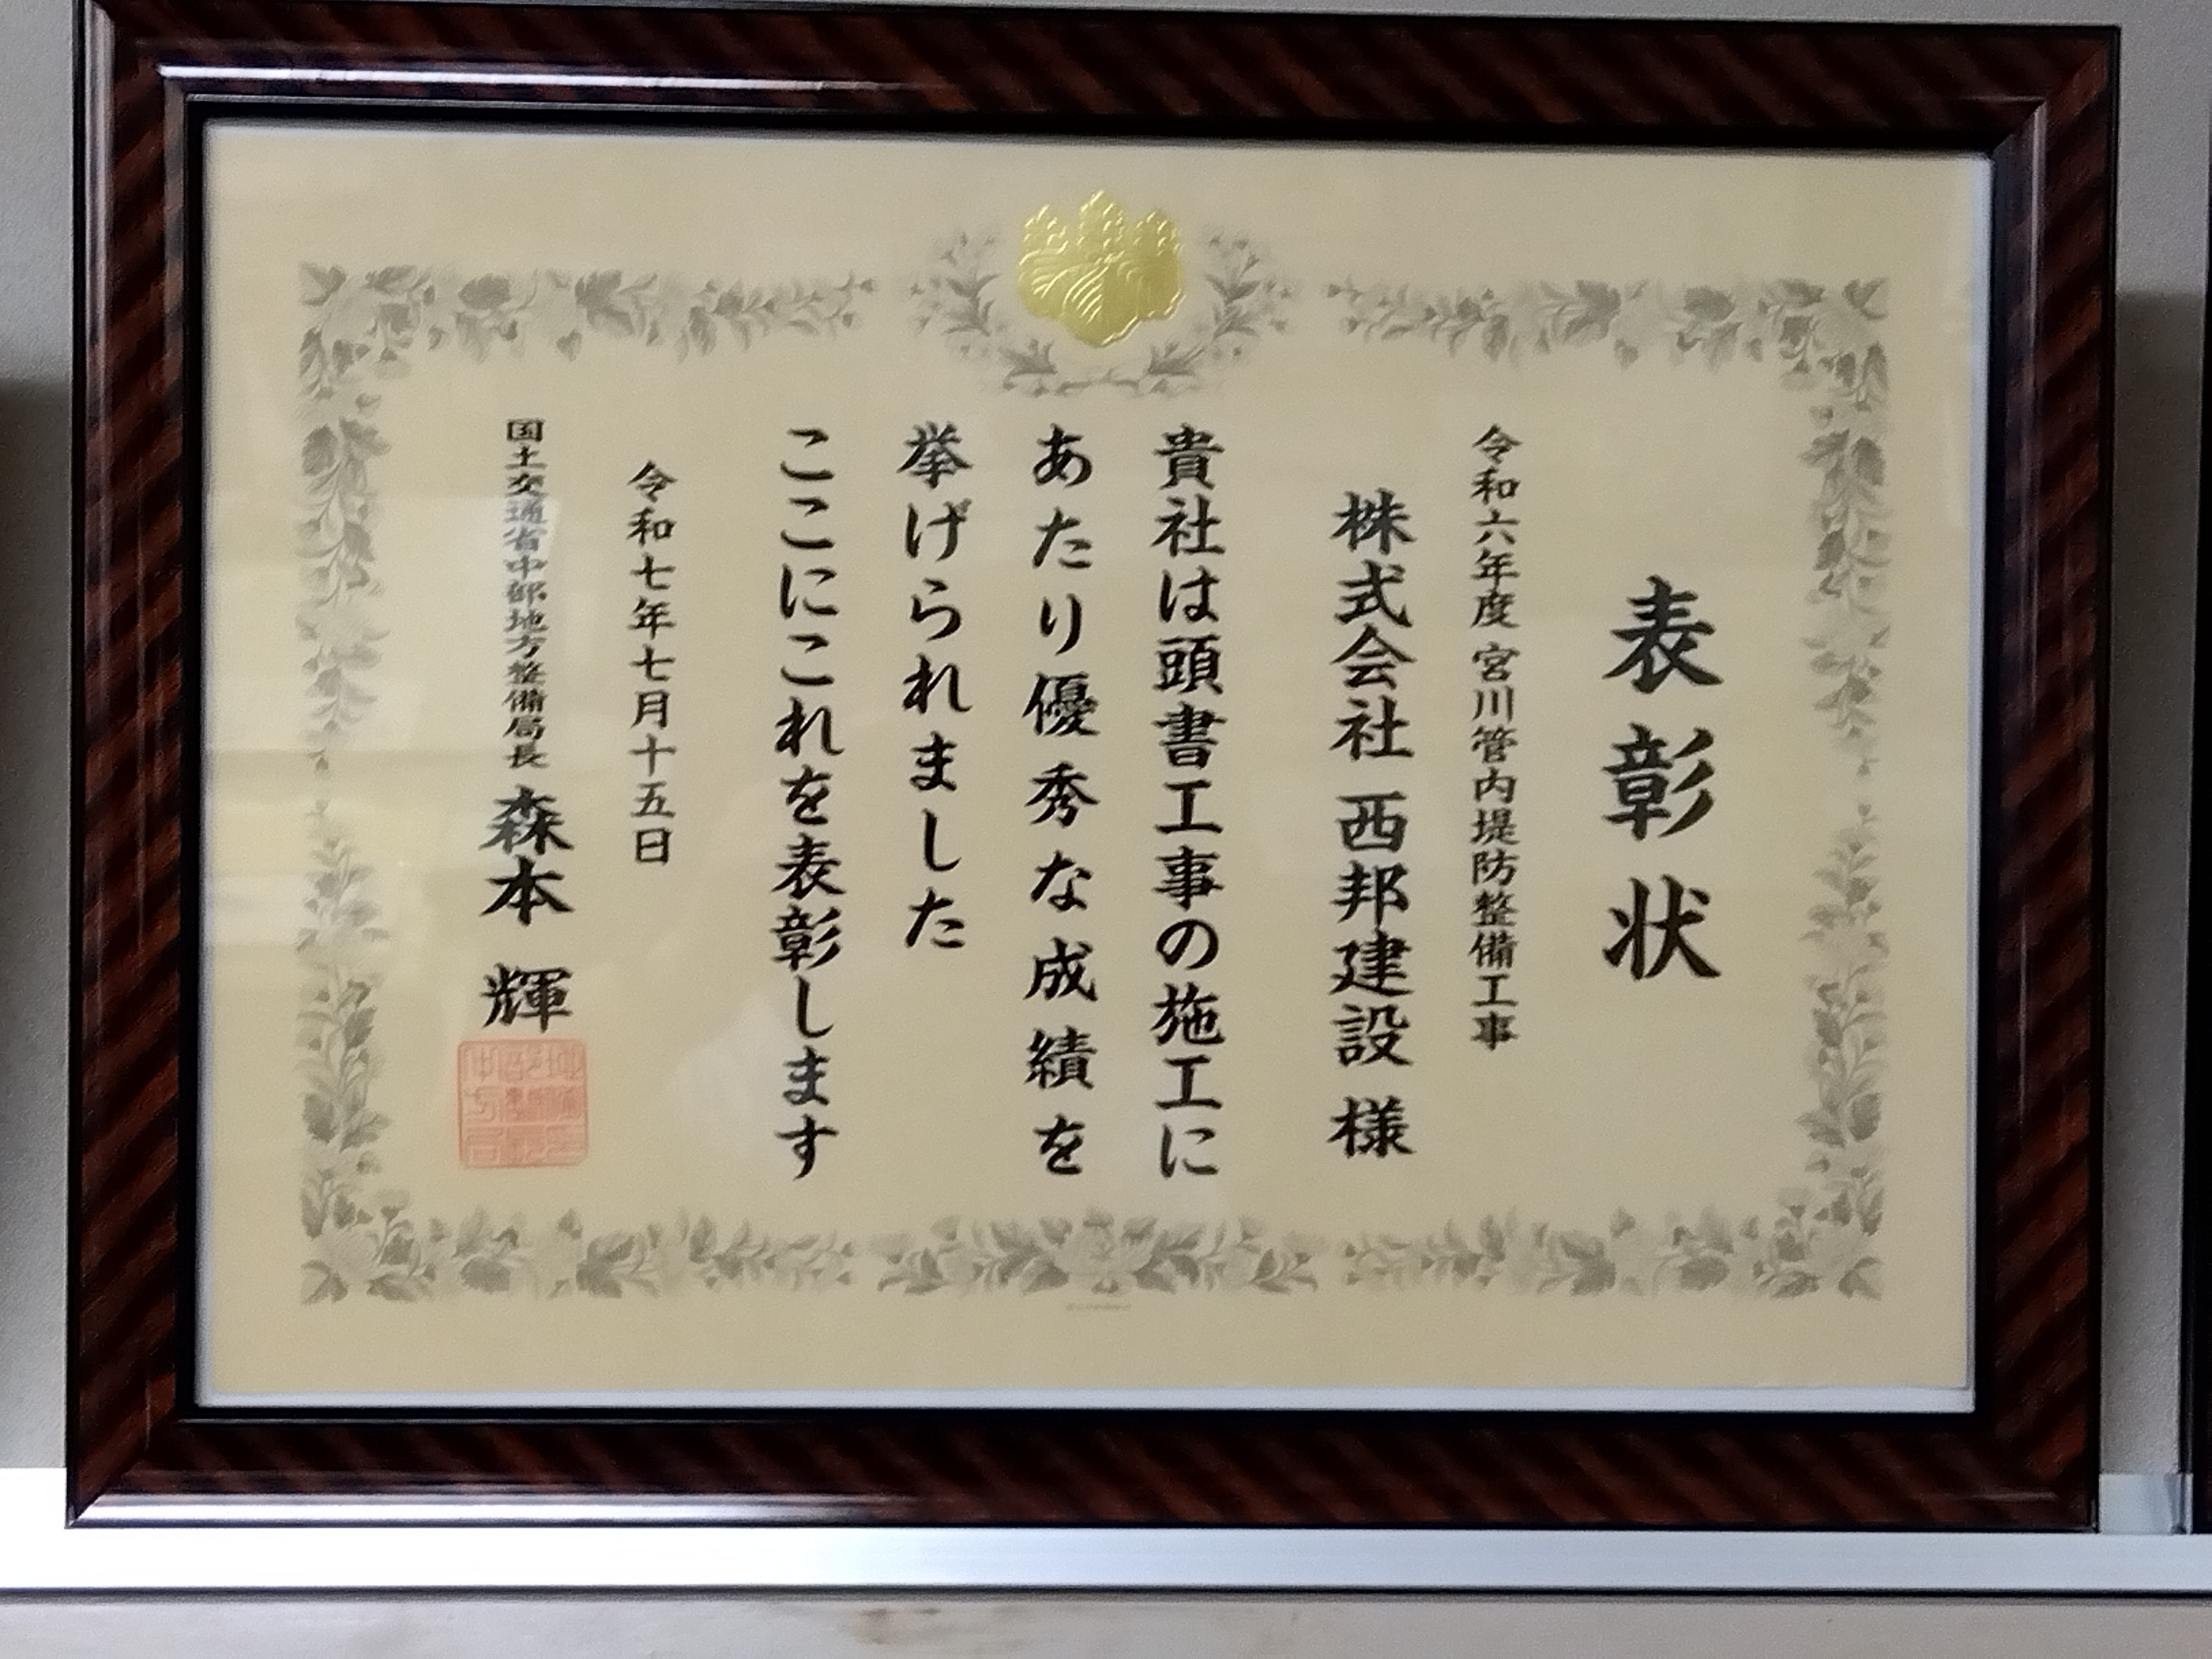 表彰状
令和六年度 宮川管内堤防整備工事
株式会社 西邦建設 様
貴社は頭書工事の施工に
あたり優秀な成績を
挙げられました
ここにこれを表彰します
令和七年七月十五日
国土交通省中部地方整備局長 森本 輝